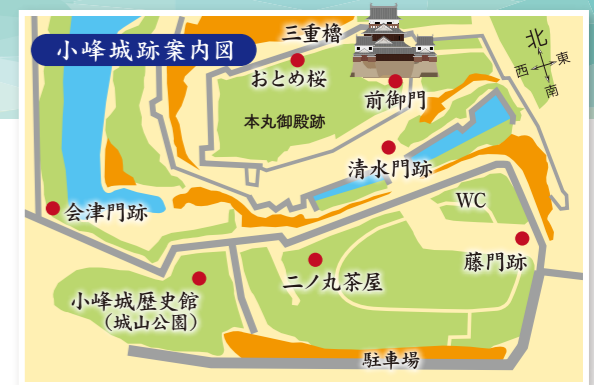 小峰城跡案内図
三重櫓
北
西
東
南
おとめ桜
前御門
本丸御殿跡
清水門跡
WC
会津門跡
藤門跡
二ノ丸茶屋
小峰城歴史館
（城山公園）
駐車場